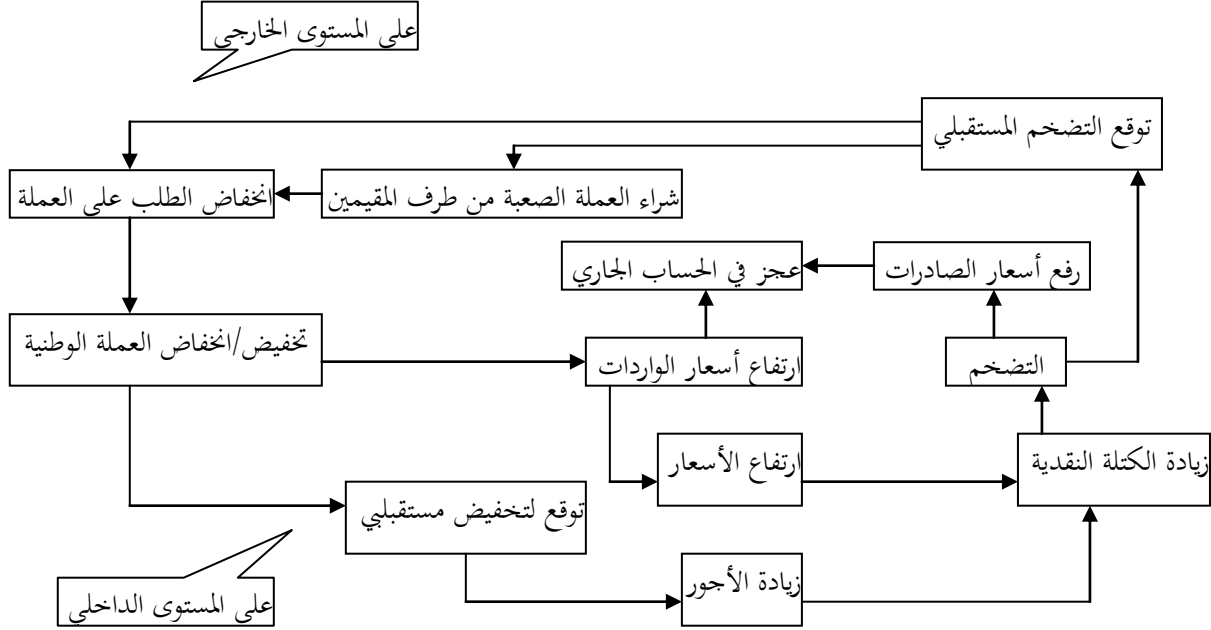 على المستوى الخارجي
توقع التضخم المستقبلي
انخفاض الطلب على العملة
شراء العملة الصعبة من طرف المقيمين
عجز في الحساب الجاري
رفع أسعار الصادرات
تخفيض/انخفاض العملة الوطنية
ارتفاع أسعار الواردات
التضخم
ارتفاع الأسعار
زيادة الكتلة النقدية
توقع لتخفيض مستقبلبي
زيادة الأجور
على المستوى الداخلي